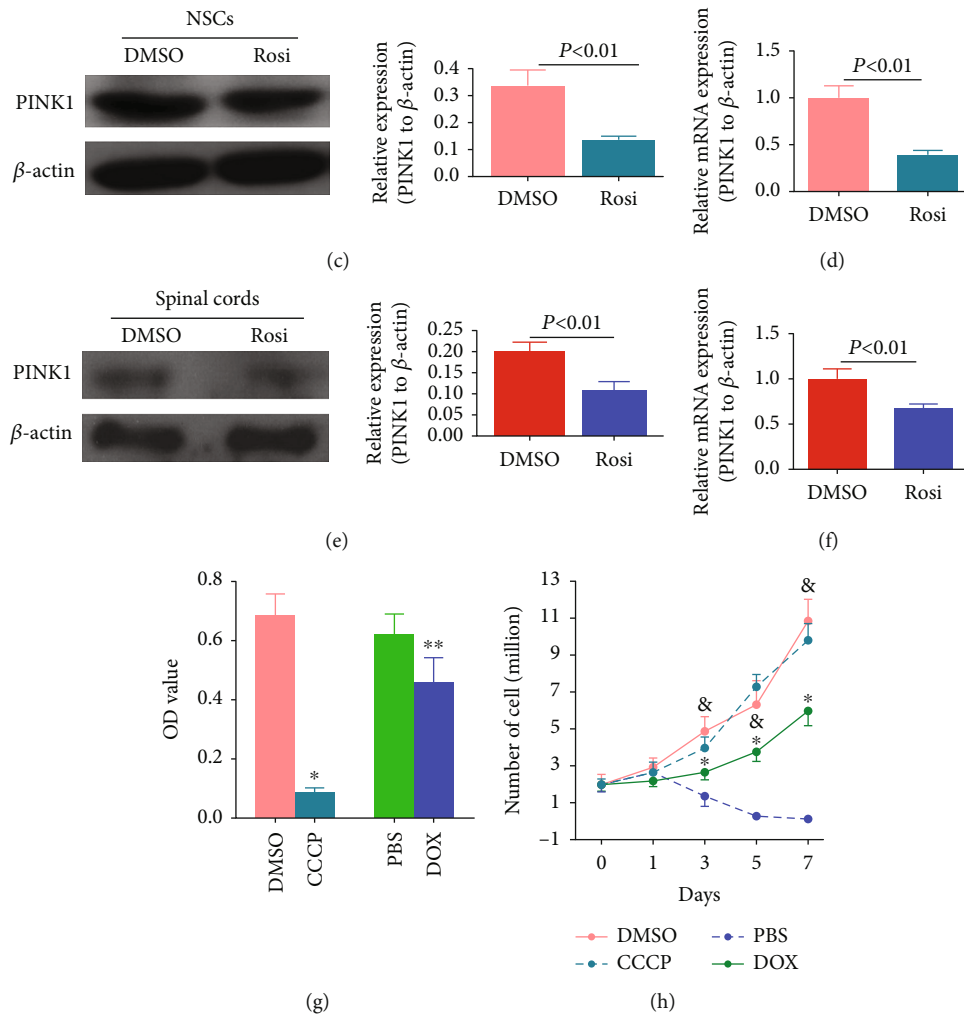 NSCs
DMSO Rosi
PINK1
β-actin
Relative expression
(PINK1 to β-actin)
0.4
0.3
0.2
0.1
0.0
P<0.01
DMSO Rosi
(c)
Relative mRNA expression
(PINK1 to β-actin)
1.5
1.0
0.5
0.0
P<0.01
DMSO Rosi
(d)
Spinal cords
DMSO Rosi
PINK1
β-actin
Relative expression
(PINK1 to β-actin)
0.25
0.20
0.15
0.10
0.05
0.00
P<0.01
DMSO Rosi
(e)
Relative mRNA expression
(PINK1 to β-actin)
1.5
1.0
0.5
0.0
P<0.01
DMSO Rosi
(f)
OD value
0.8
0.6
0.4
0.2
0.0
*
**
DMSO
CCCP
PBS
DOX
(g)
Number of cell (million)
13
11
9
7
5
3
1
−1
&
*
&
*
&
*
0 1 3 5 7
Days
DMSO PBS
CCCP DOX
(h)